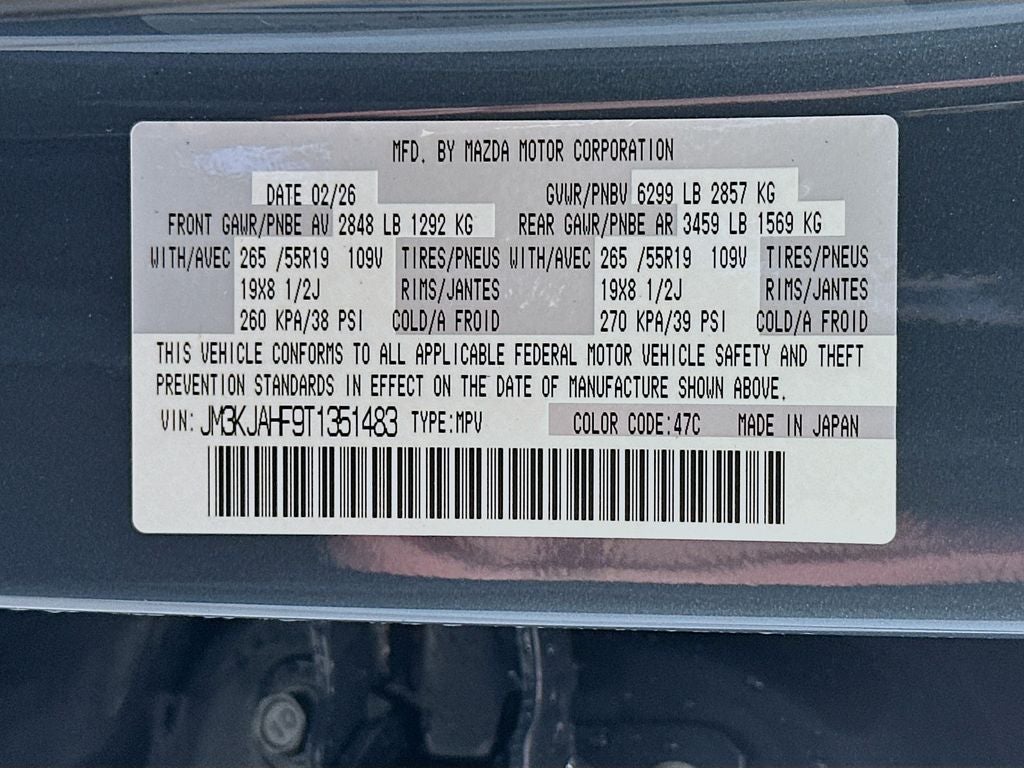 MFD. BY MAZDA MOTOR CORPORATION
DATE 02/26 GVWR/PNBV 6299 LB 2857 KG
FRONT GAWR/PNBE AV 2848 LB 1292 KG REAR GAWR/PNBE AR 3459 LB 1569 KG
WITH/AVEC 265 /55R19 109V TIRES/PNEUS WITH/AVEC 265 /55R19 109V TIRES/PNEUS
19X8 1/2J RIMS/JANTES 19X8 1/2J RIMS/JANTES
260 KPA/38 PSI COLD/A FROID 270 KPA/39 PSI COLD/A FROID
THIS VEHICLE CONFORMS TO ALL APPLICABLE FEDERAL MOTOR VEHICLE SAFETY AND THEFT
PREVENTION STANDARDS IN EFFECT ON THE DATE OF MANUFACTURE SHOWN ABOVE.
VIN: JM3KJAHF9T1351483 TYPE:MPV COLOR CODE:47C MADE IN JAPAN
10